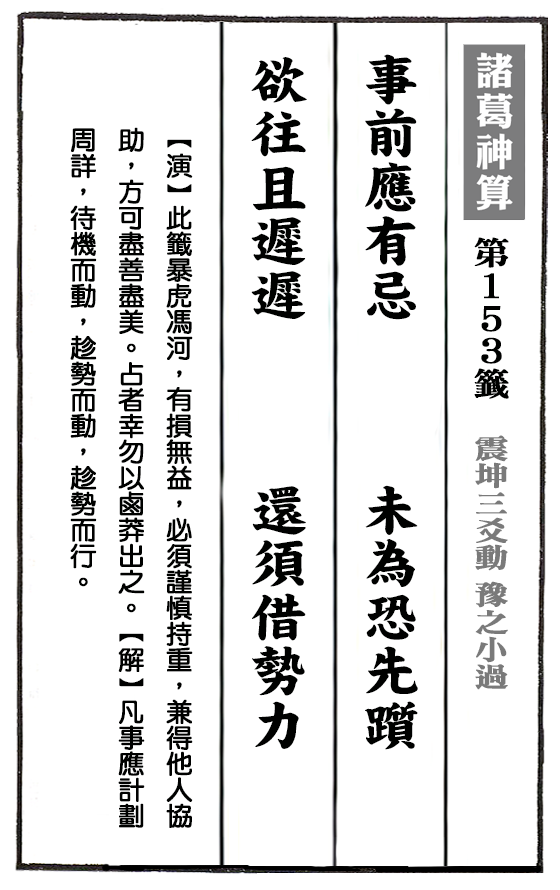 諸葛神算 第153籤 震坤三爻動 豫之小過
事前應有忌 未為恐先躓
欲往且遲遲 還須借勢力
【演】此籤暴虎馮河，有損無益，必須謹慎持重，兼得他人協
助，方可盡善盡美。占者幸勿以鹵莽出之。【解】凡事應計劃
周詳，待機而動，趁勢而動，趁勢而行。